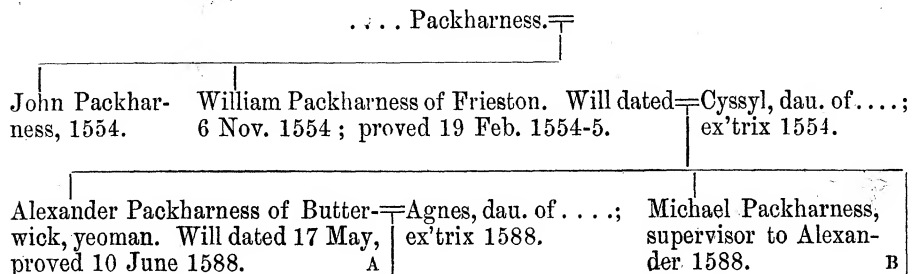 . . . . Packharness.
John Packhar-
ness, 1554.
William Packharness of Frieston. Will dated
6 Nov. 1554 ; proved 19 Feb. 1554-5.
Cyssyl, dau. of . . . . ;
ex'trix 1554.
Alexander Packharness of Butter-
wick, yeoman. Will dated 17 May,
proved 10 June 1588. A
Agnes, dau. of . . . . ;
ex'trix 1588.
Michael Packharness,
supervisor to Alexan-
der 1588. B